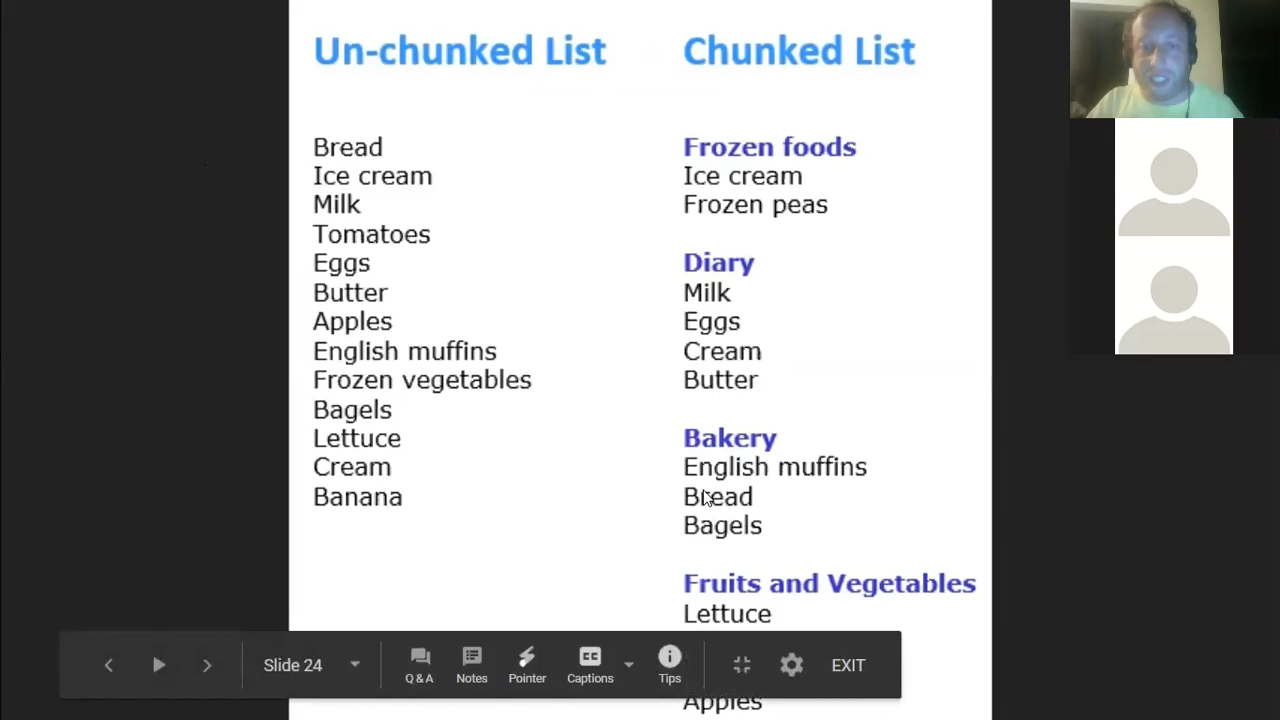 Un-chunked List
Bread
Ice cream
Milk
Tomatoes
Eggs
Butter
Apples
English muffins
Frozen vegetables
Bagels
Lettuce
Cream
Banana
Chunked List
Frozen foods
Ice cream
Frozen peas
Diary
Milk
Eggs
Cream
Butter
Bakery
English muffins
Bread
Bagels
Fruits and Vegetables
Lettuce
Apples
Slide 24
Q & A
Notes
Pointer
CC
Captions
Tips
EXIT